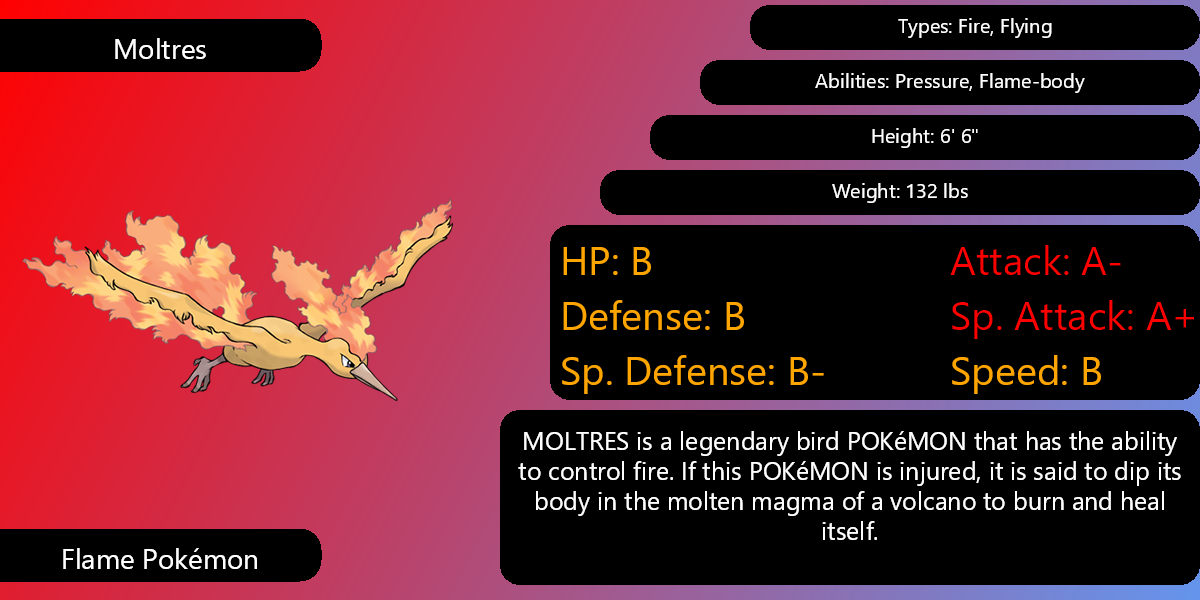 Moltres
Types: Fire, Flying
Abilities: Pressure, Flame-body
Height: 6' 6"
Weight: 132 lbs
HP: B
Attack: A-
Defense: B
Sp. Attack: A+
Sp. Defense: B-
Speed: B
MOLTRES is a legendary bird POKéMON that has the ability
to control fire. If this POKéMON is injured, it is said to dip its
body in the molten magma of a volcano to burn and heal
itself.
Flame Pokémon